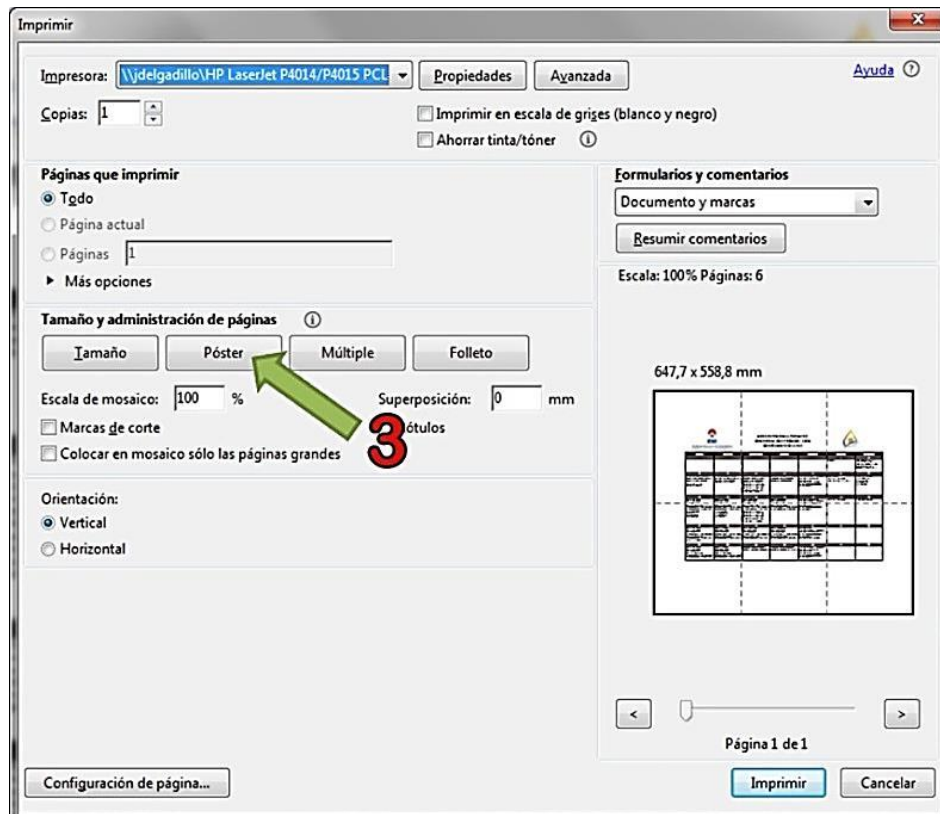 Imprimir
Impresora: \\jdelgadillo\HP LaserJet P4014/P4015 PCL Propiedades Avanzada Ayuda
Copias: 1 Imprimir en escala de grises (blanco y negro)
Ahorrar tinta/tóner
Páginas que imprimir
Todo
Página actual
Páginas 1
Más opciones
Formularios y comentarios
Documento y marcas
Resumir comentarios
Escala: 100% Páginas: 6
Tamaño y administración de páginas
Tamaño Póster Múltiple Folleto
Escala de mosaico: 100 % Superposición: 0 mm
Marcas de corte ótulos
Colocar en mosaico sólo las páginas grandes
3
Orientación:
Vertical
Horizontal
647,7 x 558,8 mm
< >
Página 1 de 1
Configuración de página... Imprimir Cancelar